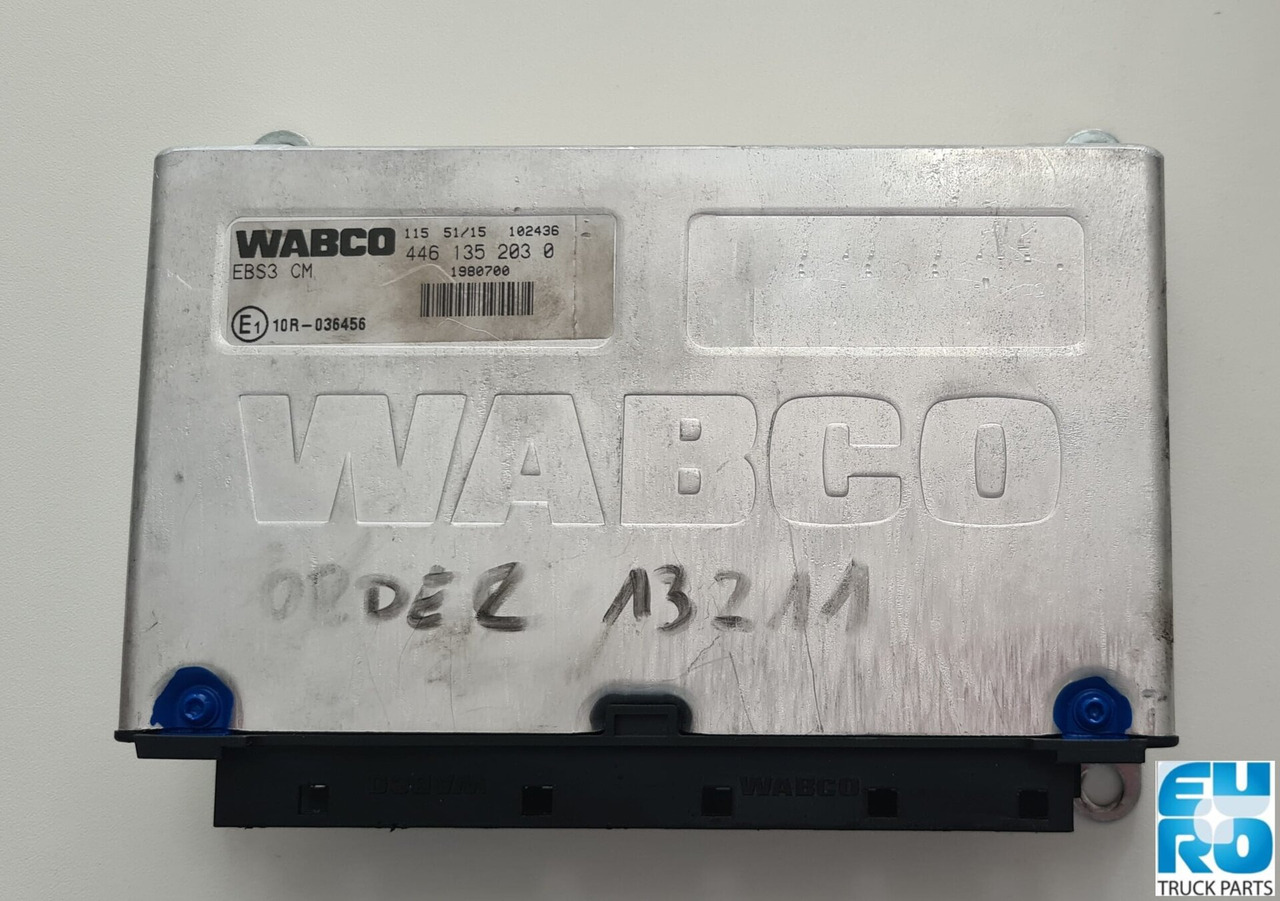 WABCO 115 51/15 102436
446 135 203 0
EBS3 CM 1980700
E1 10R-036456
WABCO
ORDER 13211
WABCO WABCO
EURO
TRUCK PARTS